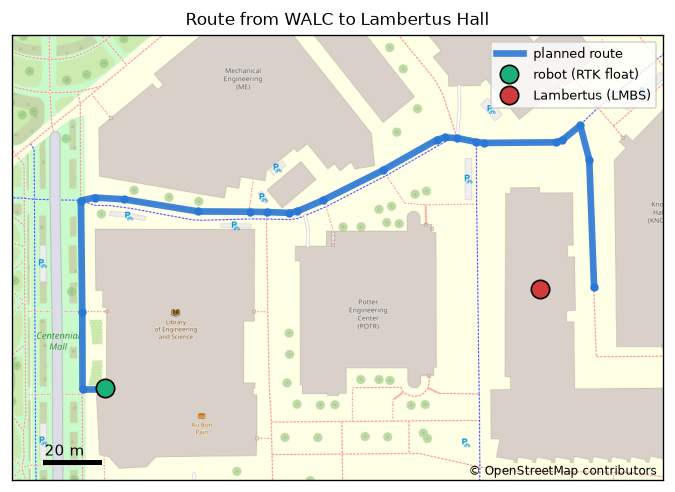 Route from WALC to Lambertus Hall
planned route
robot (RTK float)
Lambertus (LMBS)
Mechanical
Engineering
(ME)
Library
of Engineering
and Science
Au Bon
Pain
Potter
Engineering
Center
(POTR)
Centennial
Mall
20 m
© OpenStreetMap contributors